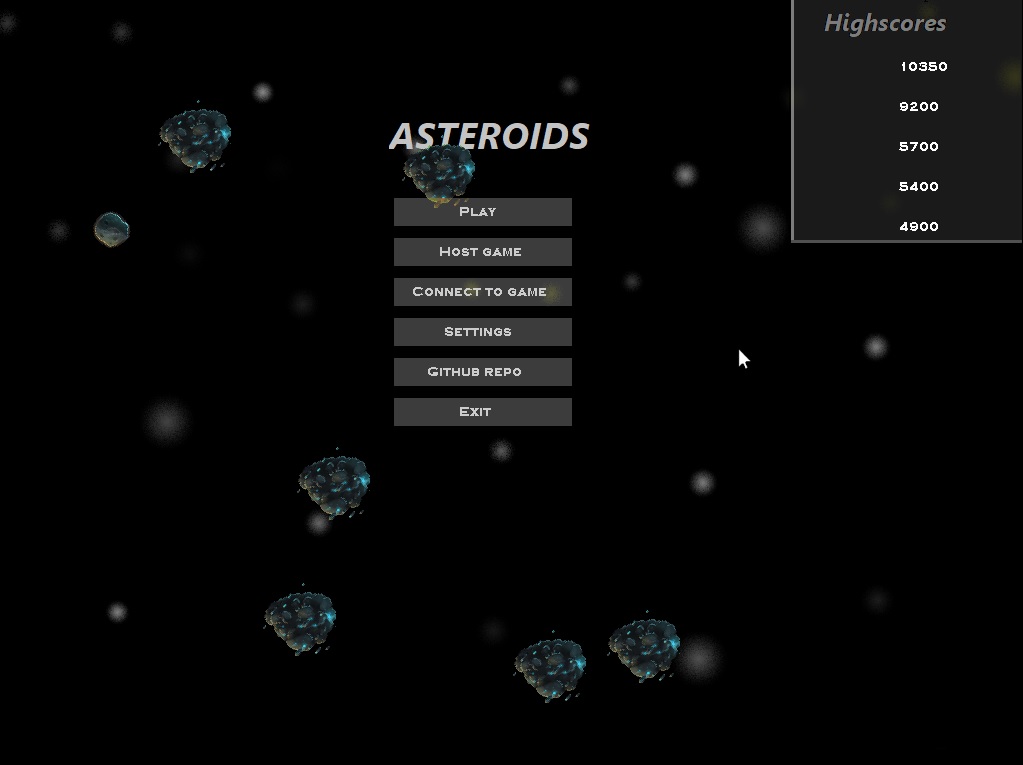 ASTEROIDS
Play
Host game
Connect to game
Settings
Github repo
Exit
Highscores
10350
9200
5700
5400
4900